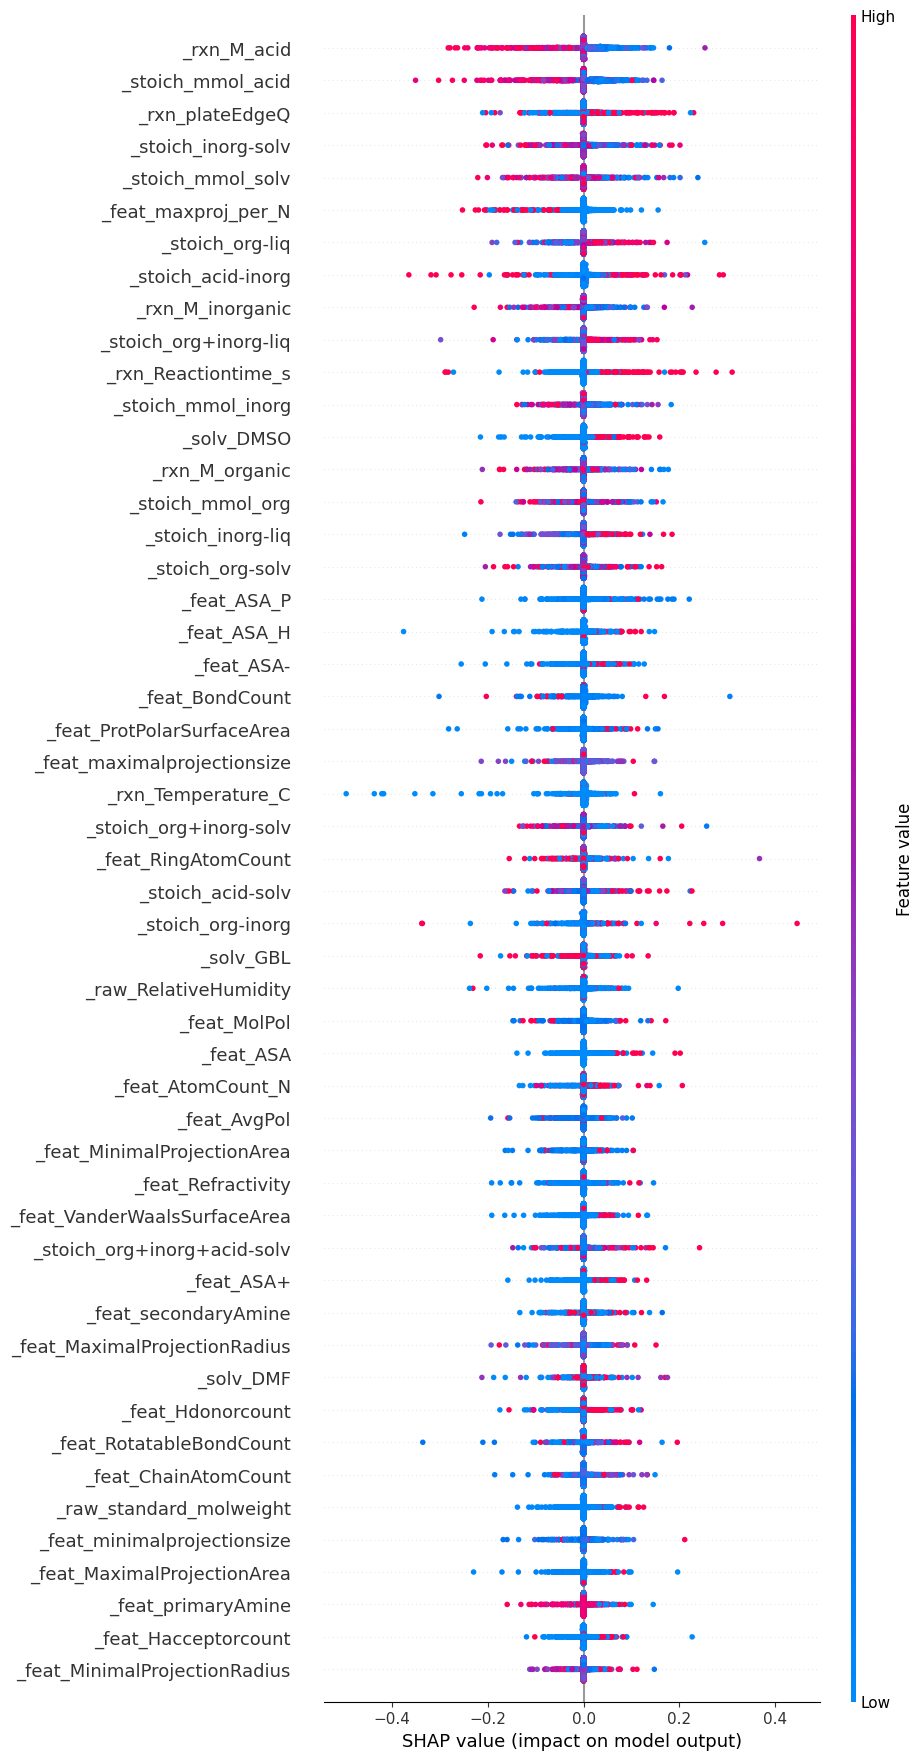 High
_rxn_M_acid
_stoich_mmol_acid
_rxn_plateEdgeQ
_stoich_inorg-solv
_stoich_mmol_solv
_feat_maxproj_per_N
_stoich_org-liq
_stoich_acid-inorg
_rxn_M_inorganic
_stoich_org+inorg-liq
_rxn_Reactiontime_s
_stoich_mmol_inorg
_solv_DMSO
_rxn_M_organic
_stoich_mmol_org
_stoich_inorg-liq
_stoich_org-solv
_feat_ASA_P
_feat_ASA_H
_feat_ASA-
_feat_BondCount
_feat_ProtPolarSurfaceArea
_feat_maximalprojectionsize
_rxn_Temperature_C
_stoich_org+inorg-solv
_feat_RingAtomCount
_stoich_acid-solv
_stoich_org-inorg
_solv_GBL
_raw_RelativeHumidity
_feat_MolPol
_feat_ASA
_feat_AtomCount_N
_feat_AvgPol
_feat_MinimalProjectionArea
_feat_Refractivity
_feat_VanderWaalsSurfaceArea
_stoich_org+inorg+acid-solv
_feat_ASA+
_feat_secondaryAmine
_feat_MaximalProjectionRadius
_solv_DMF
_feat_Hdonorcount
_feat_RotatableBondCount
_feat_ChainAtomCount
_raw_standard_molweight
_feat_minimalprojectionsize
_feat_MaximalProjectionArea
_feat_primaryAmine
_feat_Hacceptorcount
_feat_MinimalProjectionRadius
Feature value
Low
−0.4 −0.2 0.0 0.2 0.4
SHAP value (impact on model output)